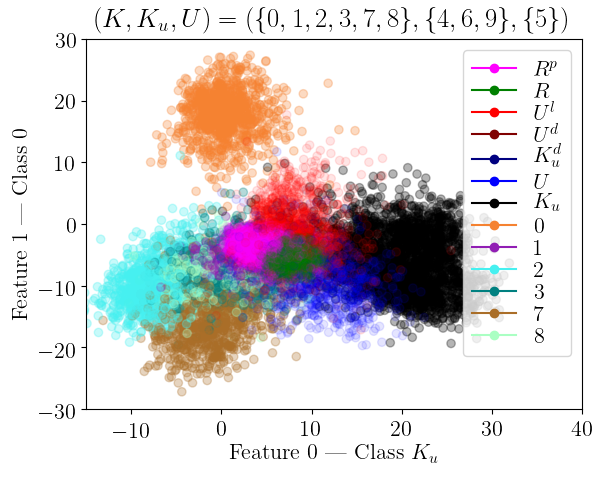 (K, K_u, U) = ({0, 1, 2, 3, 7, 8}, {4, 6, 9}, {5})
30
20
10
0
−10
−20
−30
Feature 1 — Class 0
−10
0
10
20
30
40
Feature 0 — Class K_u
R^p
R
U^l
U^d
K_u^d
U
K_u
0
1
2
3
7
8